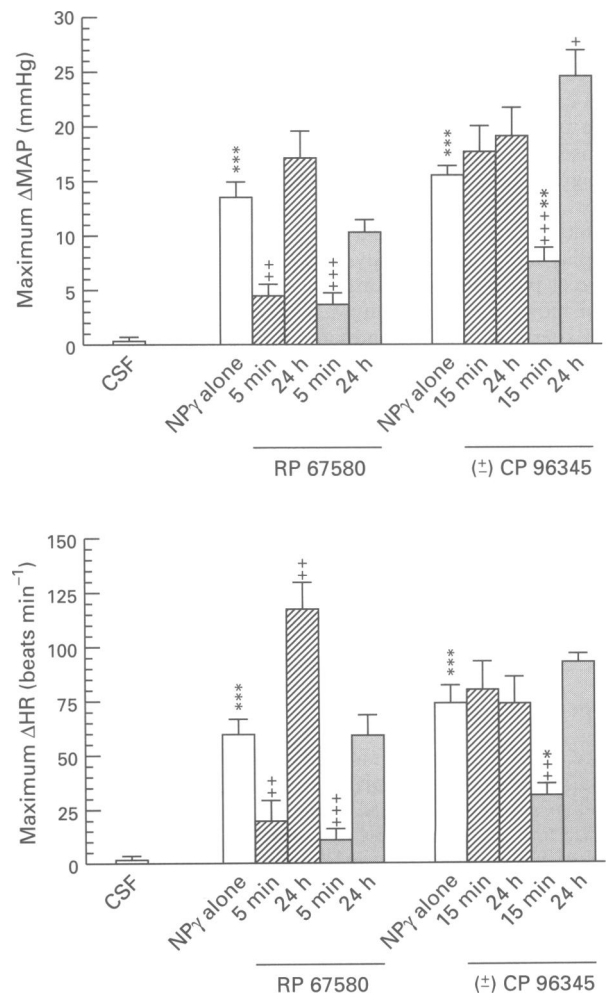 30
25
20
15
10
5
0
Maximum ΔMAP (mmHg)
***
++
+++
***
+++**
+
CSF
NPγ alone
5 min
24 h
5 min
24 h
NPγ alone
15 min
24 h
15 min
24 h
RP 67580
(±) CP 96345
150
125
100
75
50
25
0
Maximum ΔHR (beats min⁻¹)
***
++
++
+++
***
++*
CSF
NPγ alone
5 min
24 h
5 min
24 h
NPγ alone
15 min
24 h
15 min
24 h
RP 67580
(±) CP 96345